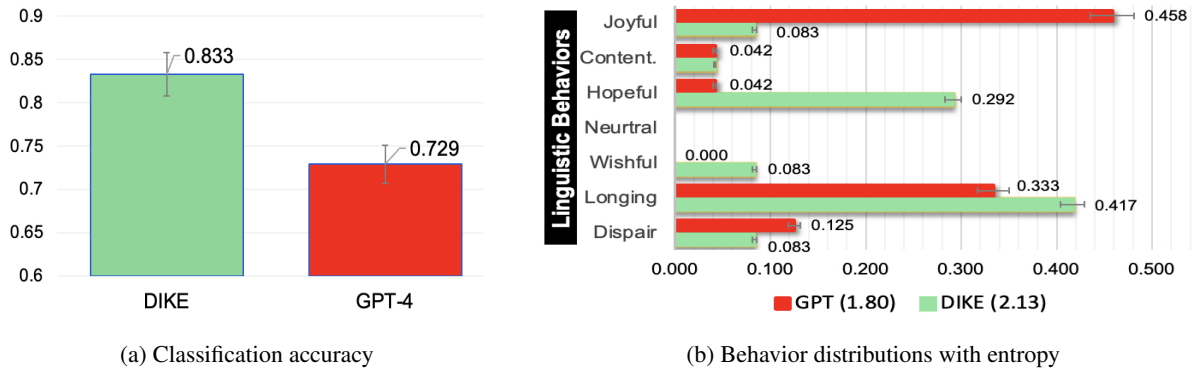 0.9
0.85
0.8
0.75
0.7
0.65
0.6
0.833
0.729
DIKE
GPT-4
(a) Classification accuracy
Linguistic Behaviors
Joyful
Content.
Hopeful
Neurtral
Wishful
Longing
Despair
0.458
0.083
0.042
0.042
0.292
0.000
0.083
0.333
0.417
0.125
0.083
0.000 0.100 0.200 0.300 0.400 0.500
GPT (1.80) DIKE (2.13)
(b) Behavior distributions with entropy